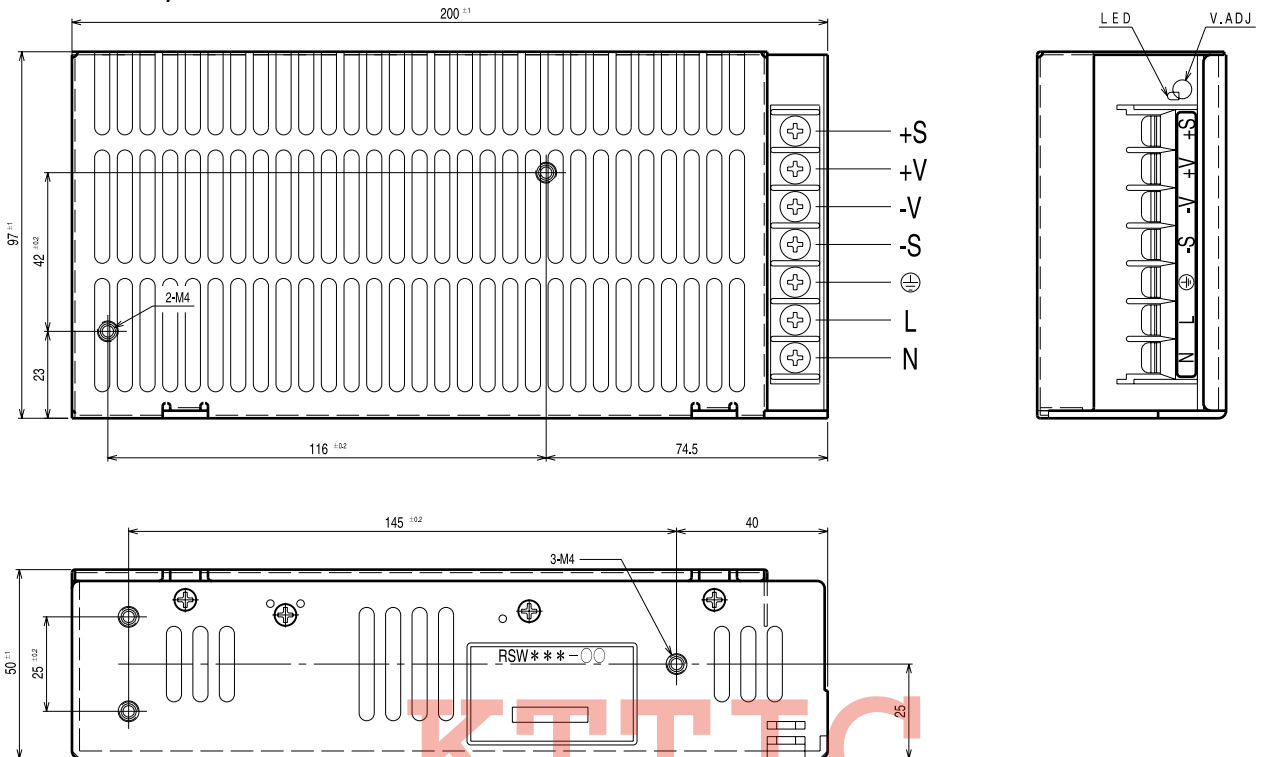 200 ±1
LED
V.ADJ
+S
+V
-V
-S
L
N
97 ±1
42 ±0.2
23
2-M4
116 ±0.2
74.5
+S
+V
-V
-S
L
N
145 ±0.2
40
3-M4
50 ±1
25 ±0.2
RSW***-○○
25